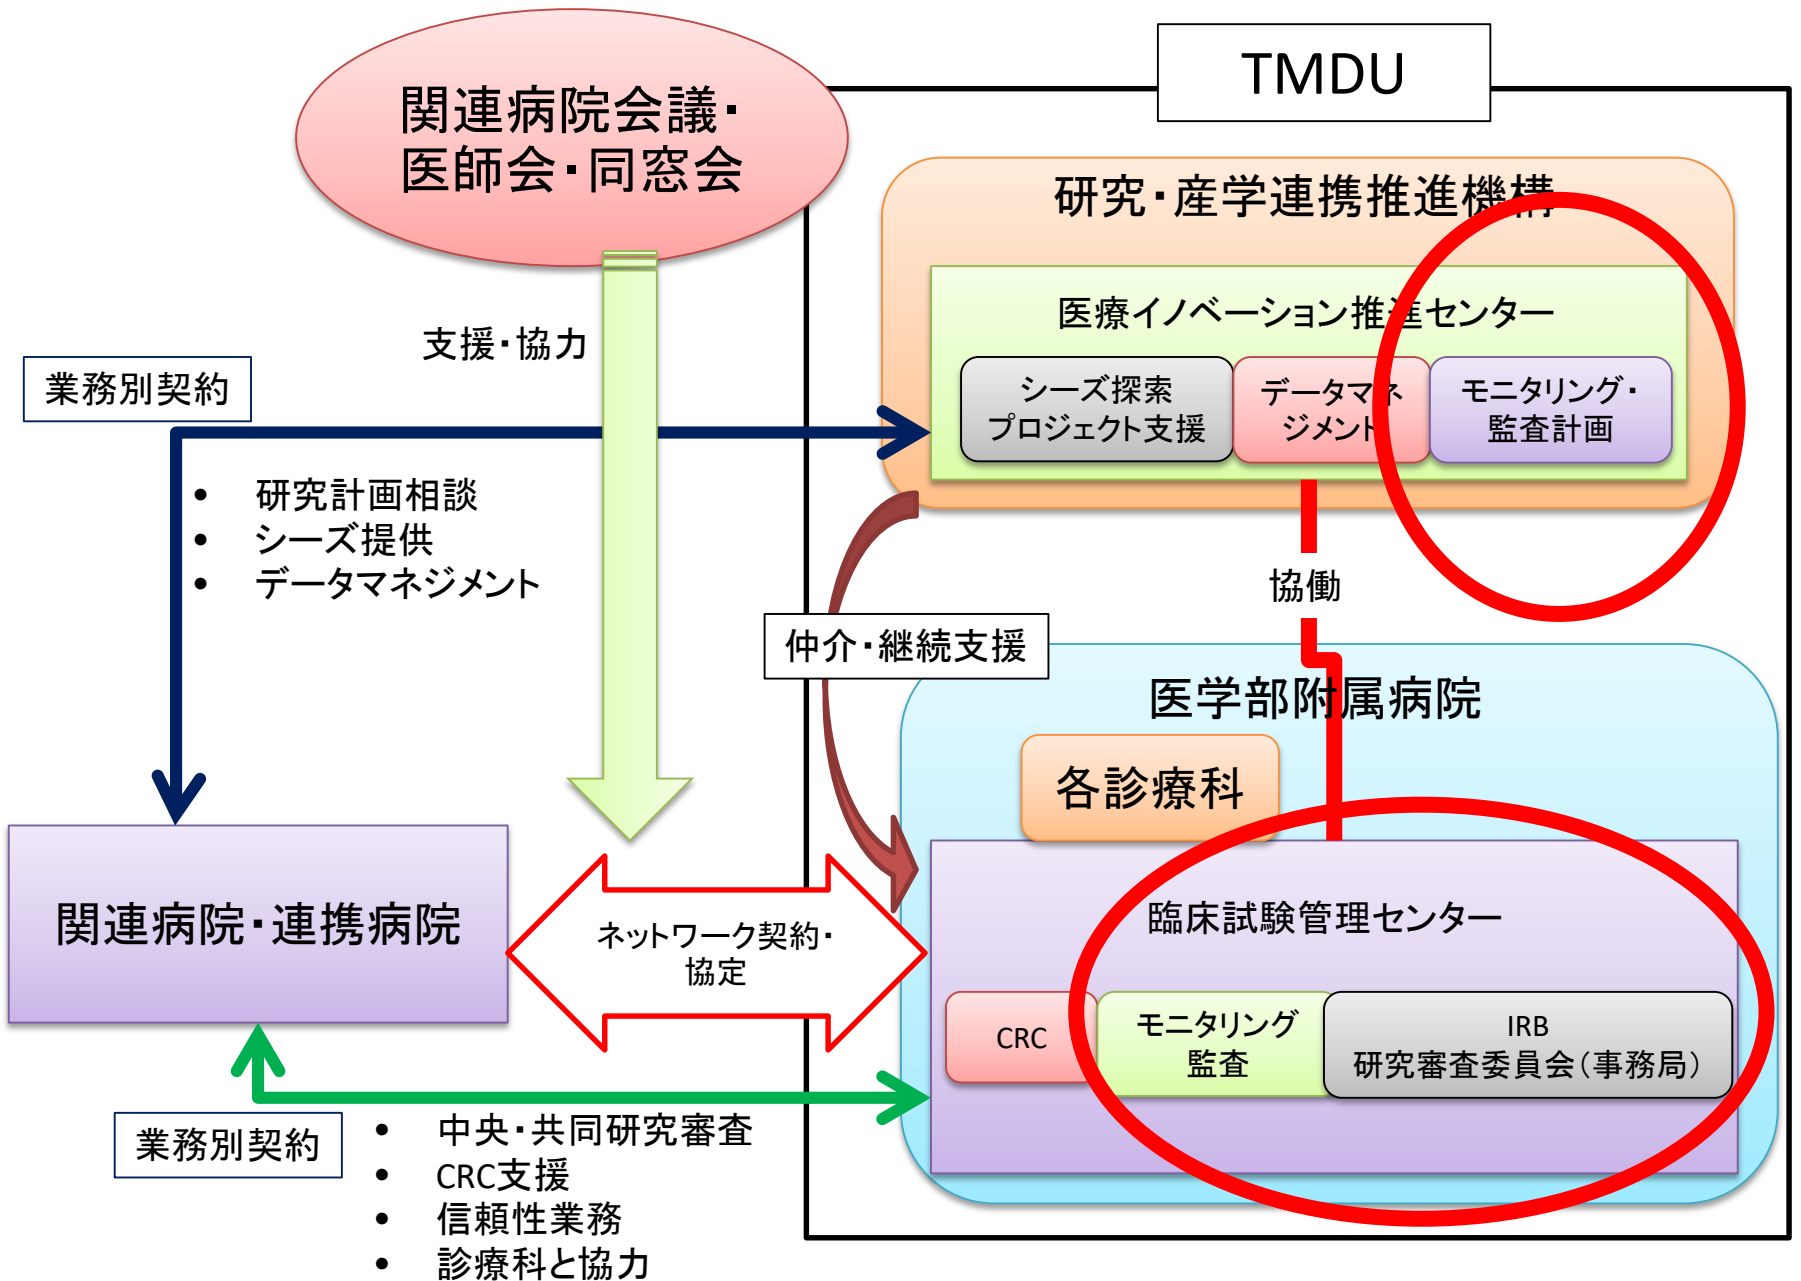 TMDU
関連病院会議・
医師会・同窓会
研究・産学連携推進機構
医療イノベーション推進センター
シーズ探索
プロジェクト支援
データマネ
ジメント
モニタリング・
監査計画
支援・協力
業務別契約
• 研究計画相談
• シーズ提供
• データマネジメント
協働
仲介・継続支援
医学部附属病院
各診療科
臨床試験管理センター
関連病院・連携病院
ネットワーク契約・
協定
CRC
モニタリング
監査
IRB
研究審査委員会(事務局)
業務別契約
• 中央・共同研究審査
• CRC支援
• 信頼性業務
• 診療科と協力